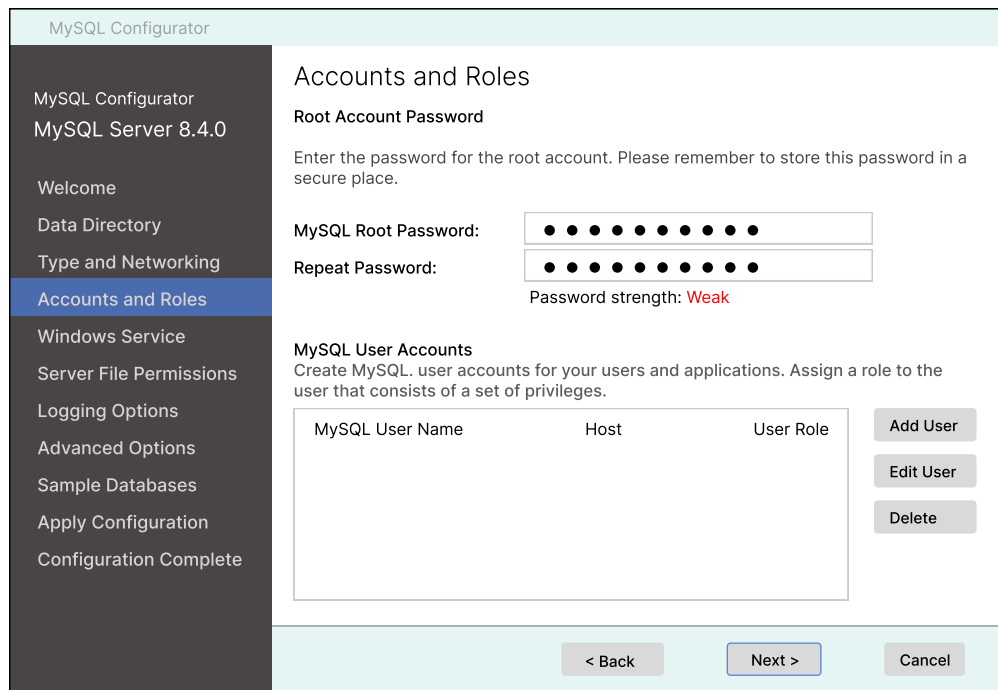 MySQL Configurator
MySQL Configurator
MySQL Server 8.4.0
Welcome
Data Directory
Type and Networking
Accounts and Roles
Windows Service
Server File Permissions
Logging Options
Advanced Options
Sample Databases
Apply Configuration
Configuration Complete
Accounts and Roles
Root Account Password
Enter the password for the root account. Please remember to store this password in a
secure place.
MySQL Root Password: ●●●●●●●●●●
Repeat Password: ●●●●●●●●●●
Password strength: Weak
MySQL User Accounts
Create MySQL. user accounts for your users and applications. Assign a role to the
user that consists of a set of privileges.
MySQL User Name Host User Role
Add User
Edit User
Delete
< Back Next > Cancel